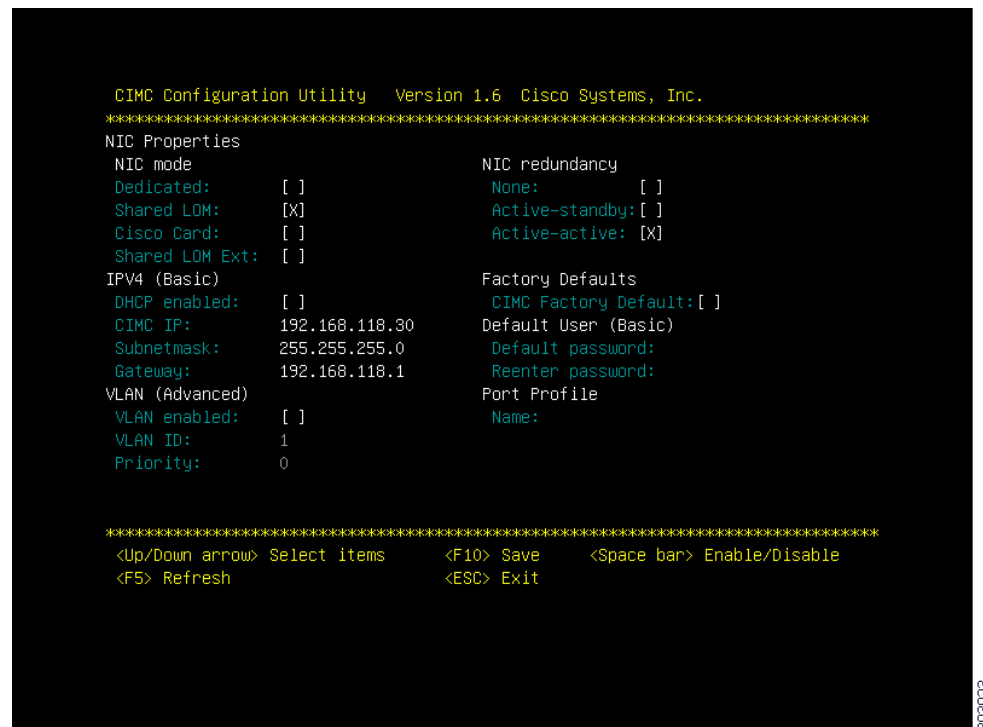 CIMC Configuration Utility Version 1.6 Cisco Systems, Inc.
*******************************************************************************
NIC Properties
NIC mode NIC redundancy
Dedicated: [ ] None: [ ]
Shared LOM: [X] Active-standby:[ ]
Cisco Card: [ ] Active-active: [X]
Shared LOM Ext: [ ]
IPV4 (Basic) Factory Defaults
DHCP enabled: [ ] CIMC Factory Default:[ ]
CIMC IP: 192.168.118.30 Default User (Basic)
Subnetmask: 255.255.255.0 Default password:
Gateway: 192.168.118.1 Reenter password:
VLAN (Advanced) Port Profile
VLAN enabled: [ ] Name:
VLAN ID: 1
Priority: 0
********************************************************************************
<Up/Down arrow> Select items <F10> Save <Space bar> Enable/Disable
<F5> Refresh <ESC> Exit